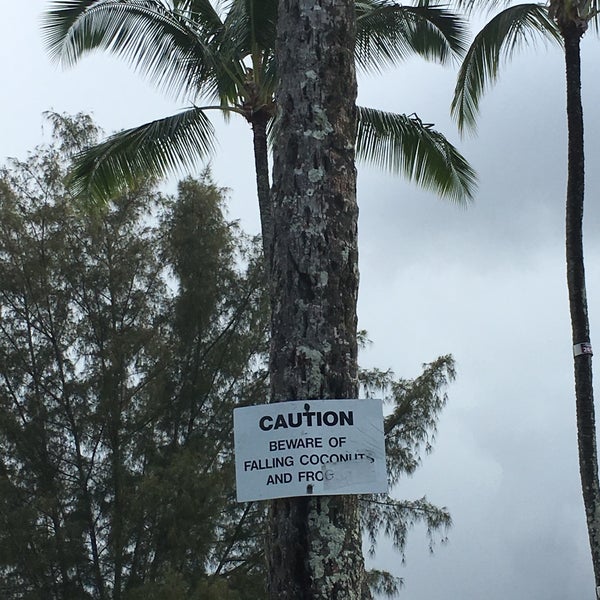 CAUTION
BEWARE OF
FALLING COCONUTS
AND